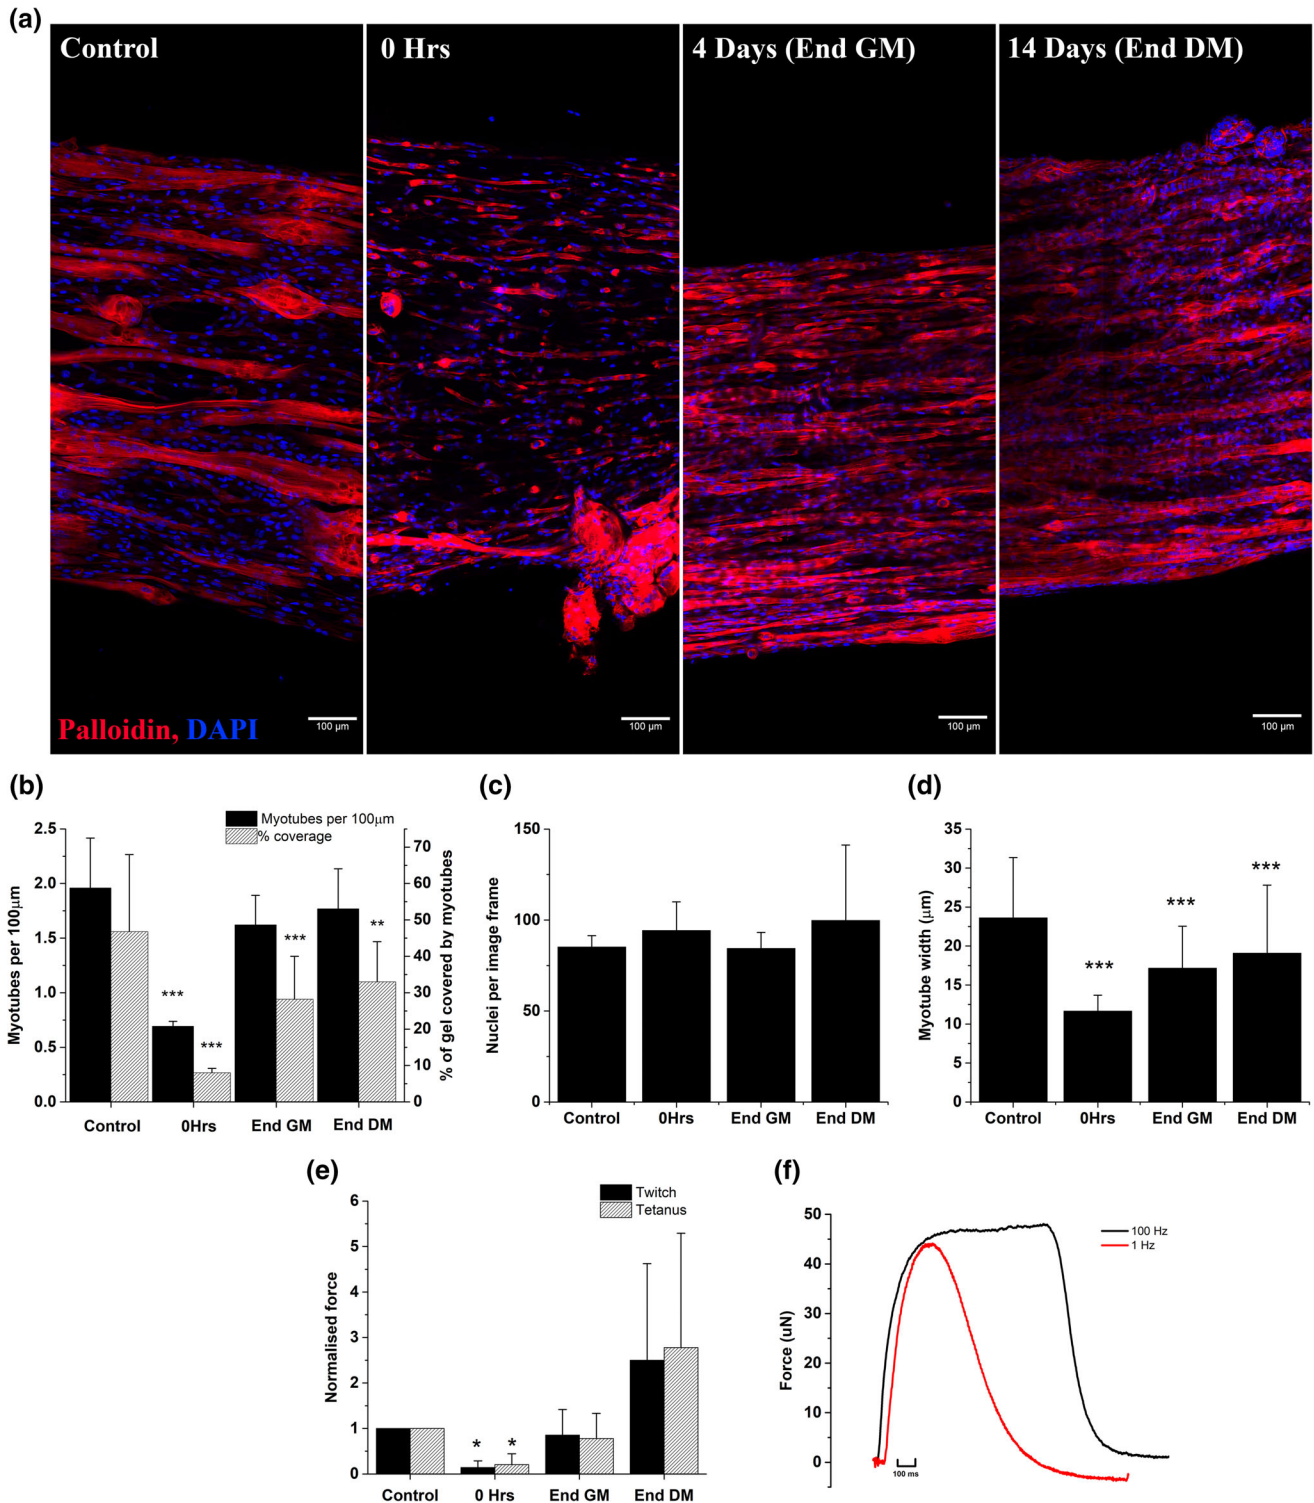 (a)
Control
0 Hrs
4 Days (End GM)
14 Days (End DM)
Palloidin, DAPI
100 µm
100 µm
100 µm
100 µm
(b)
Myotubes per 100µm
% coverage
Myotubes per 100µm
2.5
2.0
1.5
1.0
0.5
0.0
70
60
50
40
30
20
10
0
% of gel covered by myotubes
***
***
***
**
Control
0Hrs
End GM
End DM
(c)
Nuclei per image frame
150
100
50
0
Control
0Hrs
End GM
End DM
(d)
Myotube width (µm)
35
30
25
20
15
10
5
0
***
***
***
Control
0Hrs
End GM
End DM
(e)
Twitch
Tetanus
Normalised force
6
5
4
3
2
1
0
*
*
Control
0 Hrs
End GM
End DM
(f)
100 Hz
1 Hz
Force (uN)
50
40
30
20
10
0
100 ms